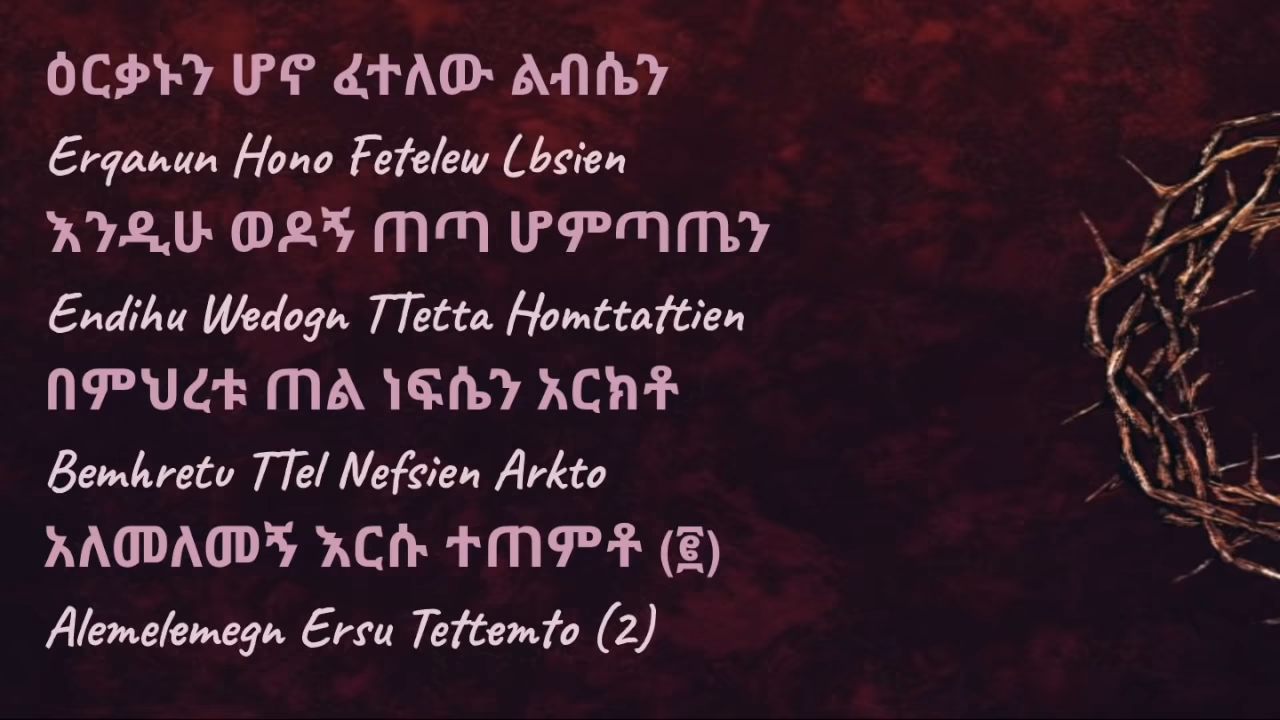 ዕርቃኑን ሆኖ ፈተለው ልብሴን
Erqanun Hono Fetelew Lbsien
እንዲሁ ወዶኝ ጠጣ ሆምጣጤን
Endihu Wedogn TTetta Homttattien
በምህረቱ ጠል ነፍሴን አርክቶ
Bemhretu TTel Nefsien Arkto
አለመለመኝ እርሱ ተጠምቶ (፪)
Alemelemegn Ersu Tettemto (2)